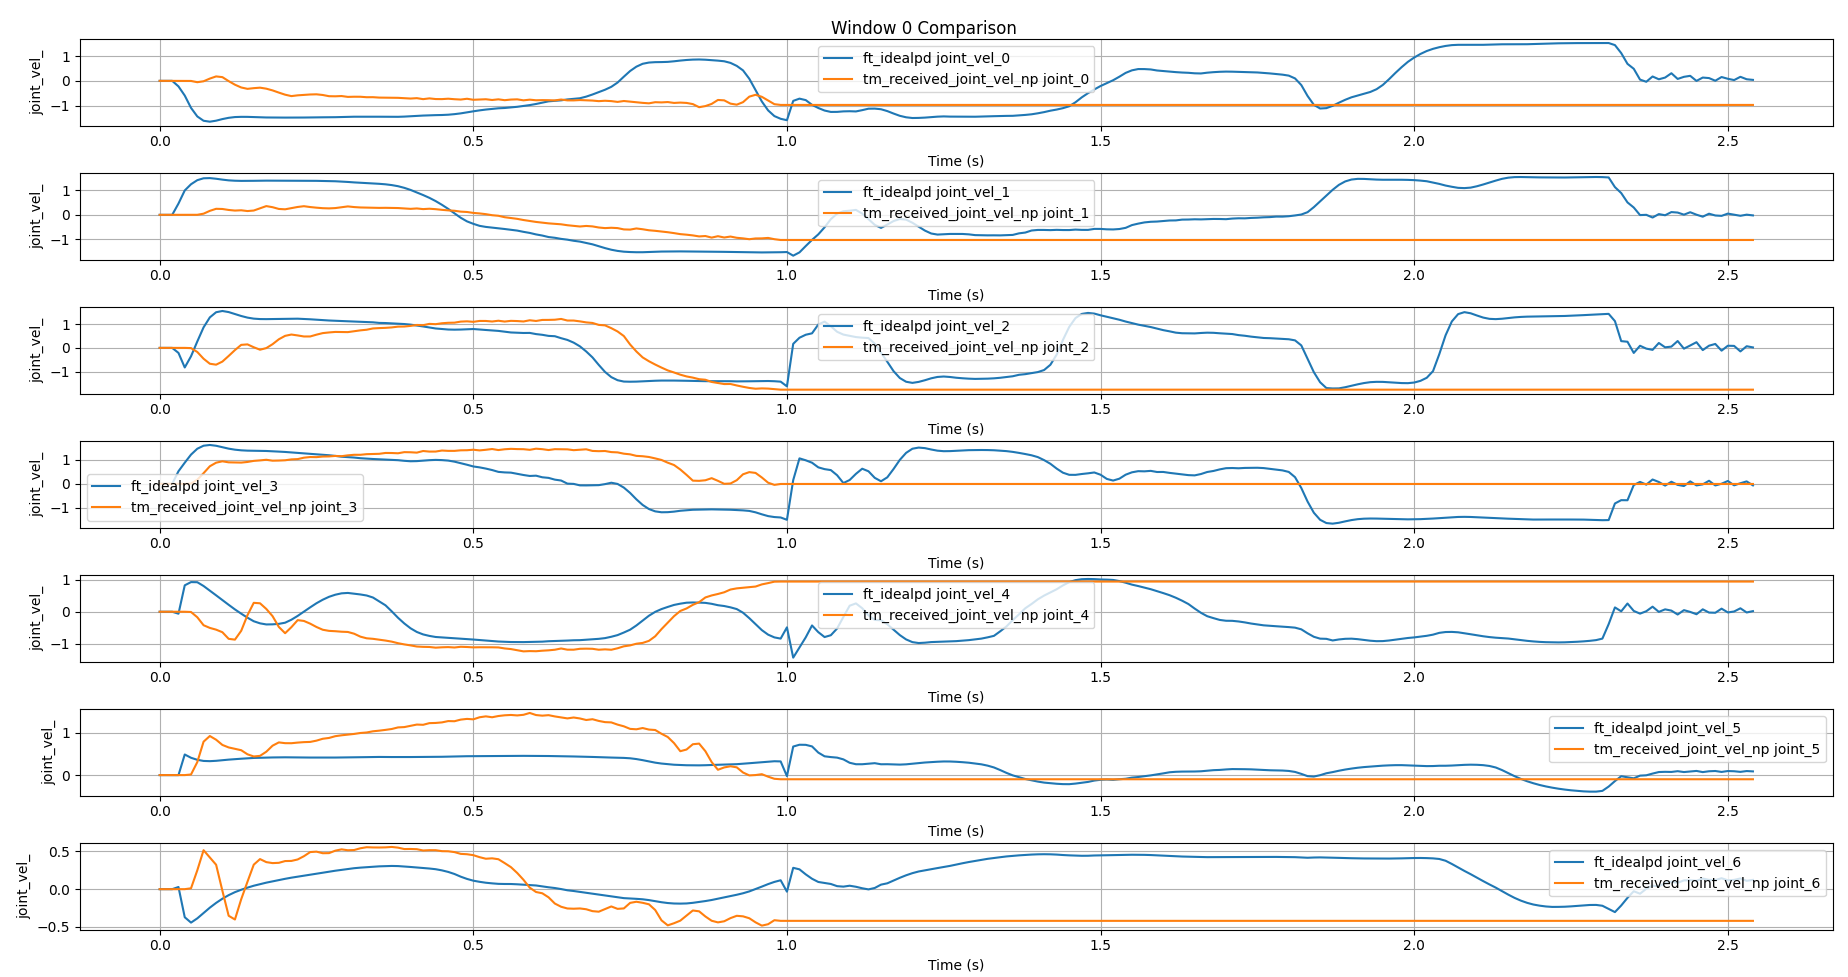 Window 0 Comparison
joint_vel_
1
0
−1
ft_idealpd joint_vel_0
tm_received_joint_vel_np joint_0
0.0 0.5 1.0 1.5 2.0 2.5
Time (s)
joint_vel_
1
0
−1
ft_idealpd joint_vel_1
tm_received_joint_vel_np joint_1
0.0 0.5 1.0 1.5 2.0 2.5
Time (s)
joint_vel_
1
0
−1
ft_idealpd joint_vel_2
tm_received_joint_vel_np joint_2
0.0 0.5 1.0 1.5 2.0 2.5
Time (s)
joint_vel_
1
0
−1
ft_idealpd joint_vel_3
tm_received_joint_vel_np joint_3
0.0 0.5 1.0 1.5 2.0 2.5
Time (s)
joint_vel_
1
0
−1
ft_idealpd joint_vel_4
tm_received_joint_vel_np joint_4
0.0 0.5 1.0 1.5 2.0 2.5
Time (s)
joint_vel_
1
0
ft_idealpd joint_vel_5
tm_received_joint_vel_np joint_5
0.0 0.5 1.0 1.5 2.0 2.5
Time (s)
joint_vel_
0.5
0.0
−0.5
ft_idealpd joint_vel_6
tm_received_joint_vel_np joint_6
0.0 0.5 1.0 1.5 2.0 2.5
Time (s)